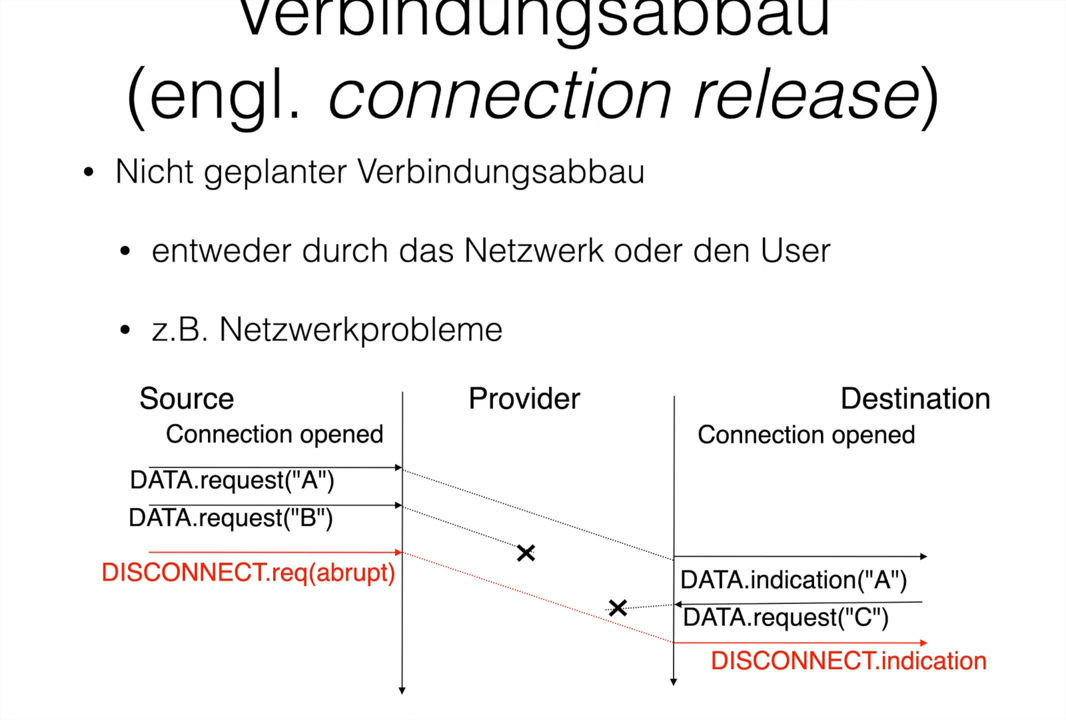 Verbindungsabbau
(engl. connection release)
• Nicht geplanter Verbindungsabbau
• entweder durch das Netzwerk oder den User
• z.B. Netzwerkprobleme
Source Provider Destination
Connection opened Connection opened
DATA.request("A")
DATA.request("B")
DISCONNECT.req(abrupt)
DATA.indication("A")
DATA.request("C")
DISCONNECT.indication